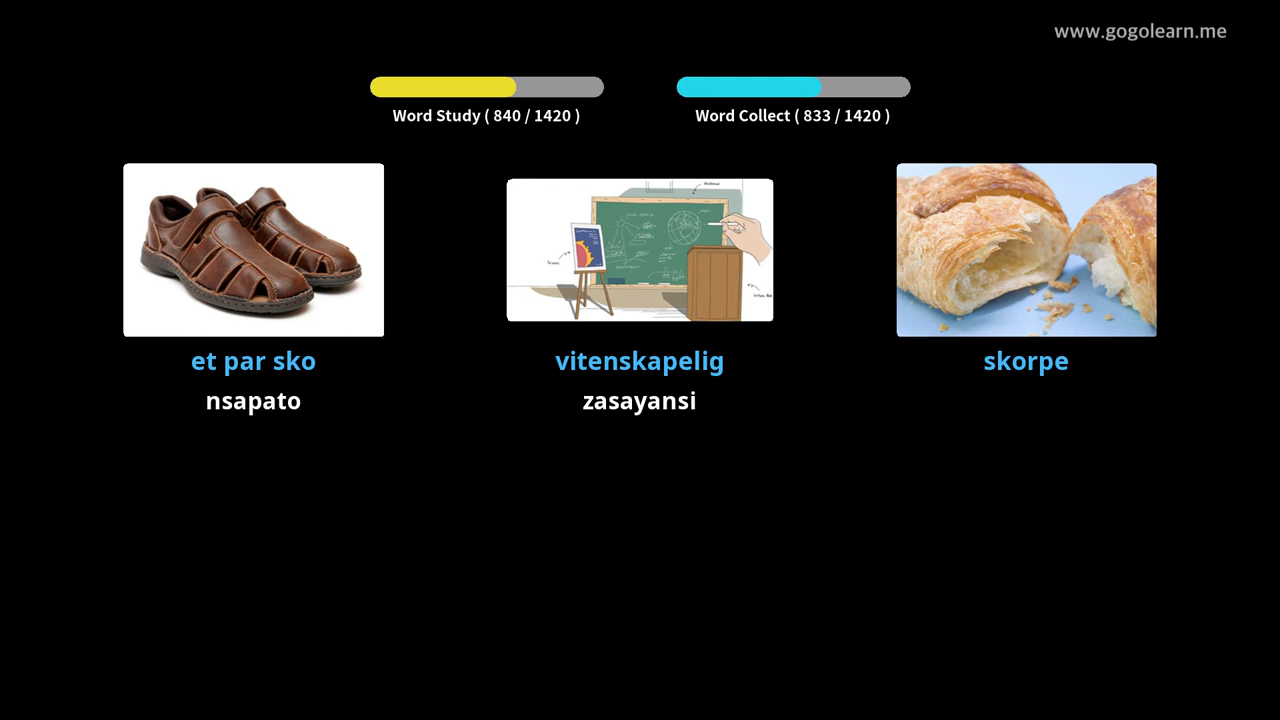 www.gogolearn.me
Word Study ( 840 / 1420 )
Word Collect ( 833 / 1420 )
et par sko
vitenskapelig
skorpe
nsapato
zasayansi